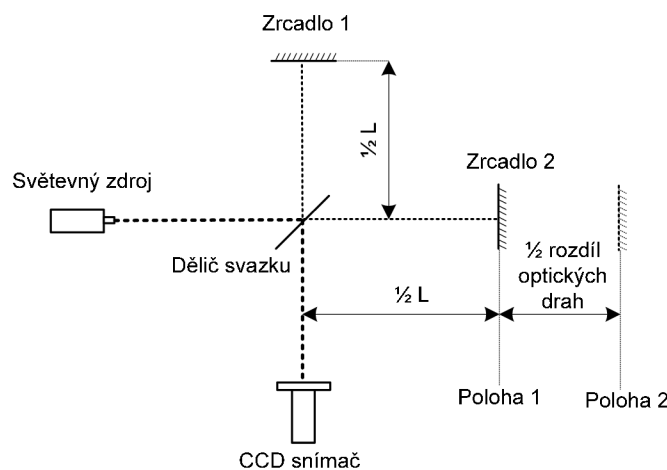 Zrcadlo 1
½ L
Zrcadlo 2
Světevný zdroj
Dělič svazku
½ rozdíl
optických
drah
½ L
Poloha 1
Poloha 2
CCD snímač